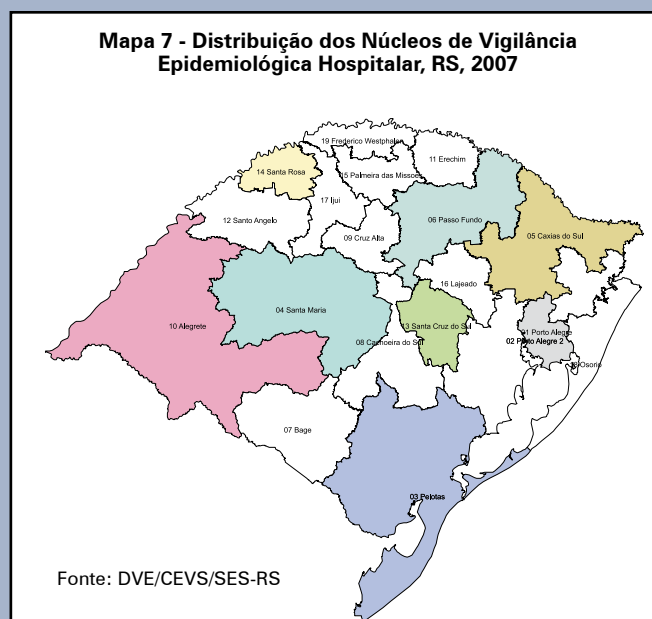 Mapa 7 - Distribuição dos Núcleos de Vigilância
Epidemiológica Hospitalar, RS, 2007
19 Frederico Westphalen
11 Erechim
15 Palmeira das Missoes
14 Santa Rosa
17 Ijui
12 Santo Angelo
06 Passo Fundo
05 Caxias do Sul
09 Cruz Alta
16 Lajeado
04 Santa Maria
10 Alegrete
13 Santa Cruz do Sul
01 Porto Alegre
08 Cachoeira do Sul
02 Porto Alegre 2
18 Osorio
07 Bage
03 Pelotas
Fonte: DVE/CEVS/SES-RS